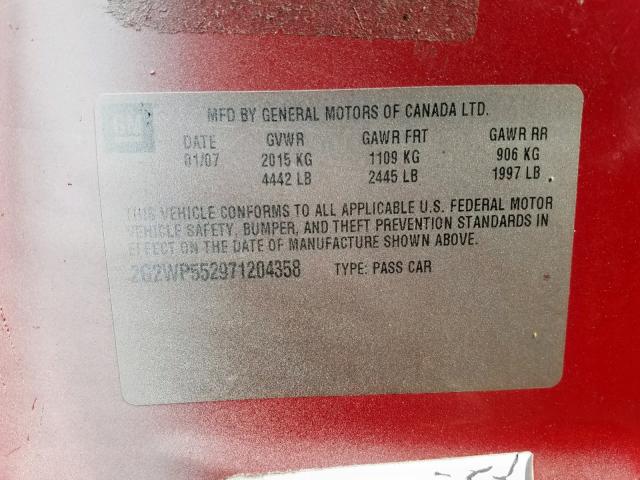 GM
MFD BY GENERAL MOTORS OF CANADA LTD.
DATE GVWR GAWR FRT GAWR RR
01/07 2015 KG 1109 KG 906 KG
4442 LB 2445 LB 1997 LB
THIS VEHICLE CONFORMS TO ALL APPLICABLE U.S. FEDERAL MOTOR
VEHICLE SAFETY, BUMPER, AND THEFT PREVENTION STANDARDS IN
EFFECT ON THE DATE OF MANUFACTURE SHOWN ABOVE.
2G2WP552971204358 TYPE: PASS CAR